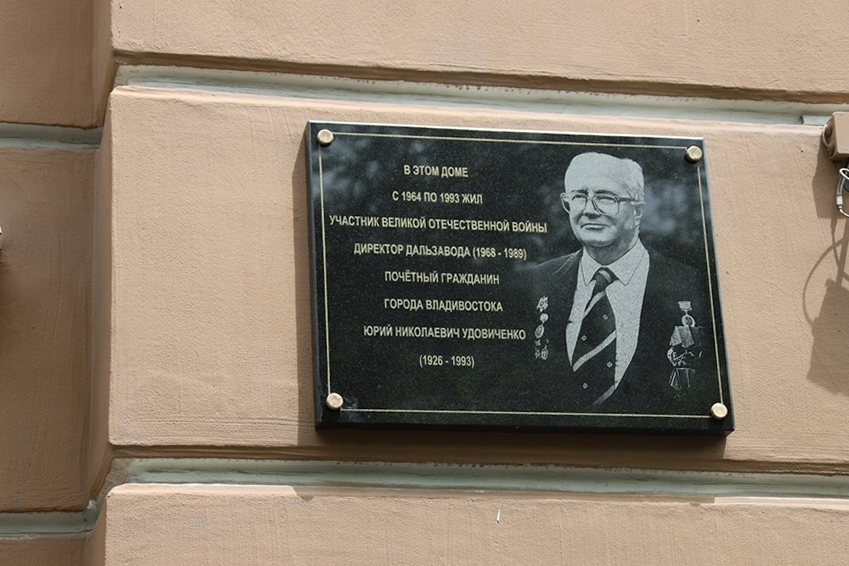 В ЭТОМ ДОМЕ
С 1964 ПО 1993 ЖИЛ
УЧАСТНИК ВЕЛИКОЙ ОТЕЧЕСТВЕННОЙ ВОЙНЫ
ДИРЕКТОР ДАЛЬЗАВОДА (1968 - 1989)
ПОЧЁТНЫЙ ГРАЖДАНИН
ГОРОДА ВЛАДИВОСТОКА
ЮРИЙ НИКОЛАЕВИЧ УДОВИЧЕНКО
(1926 - 1993)